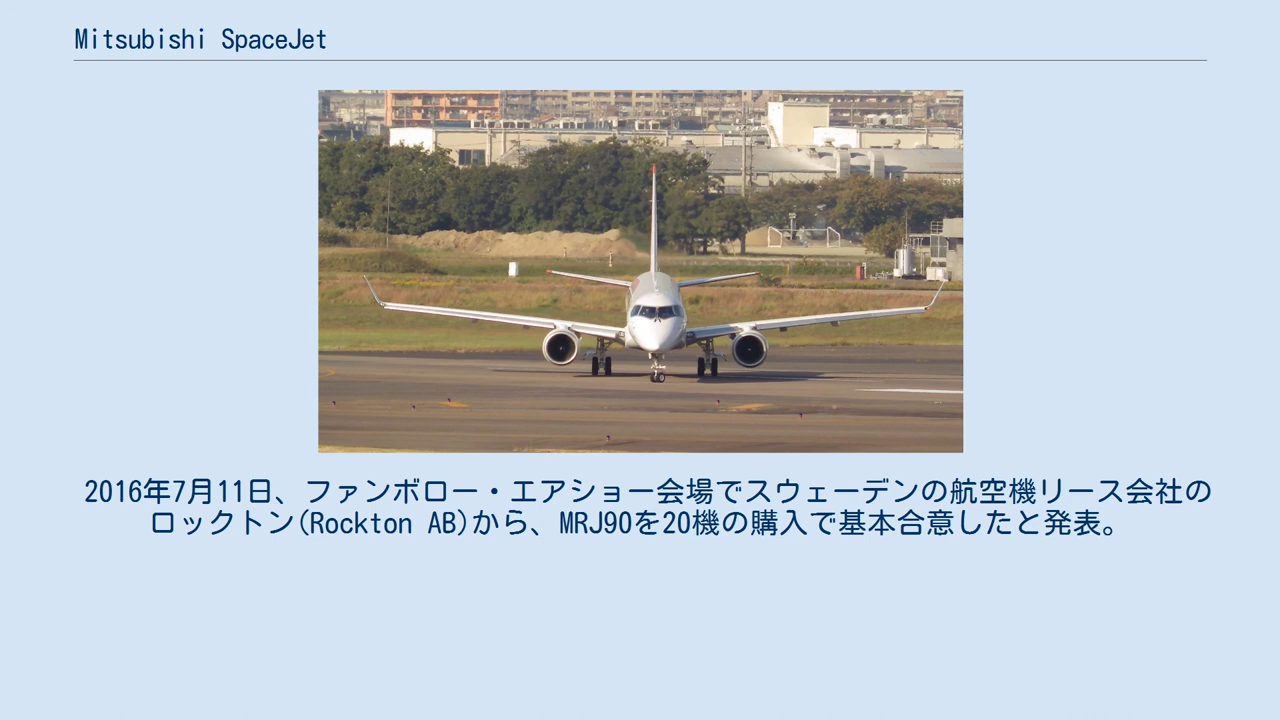 Mitsubishi SpaceJet
2016年7月11日、ファンボロー・エアショー会場でスウェーデンの航空機リース会社の
ロックトン(Rockton AB)から、MRJ90を20機の購入で基本合意したと発表。